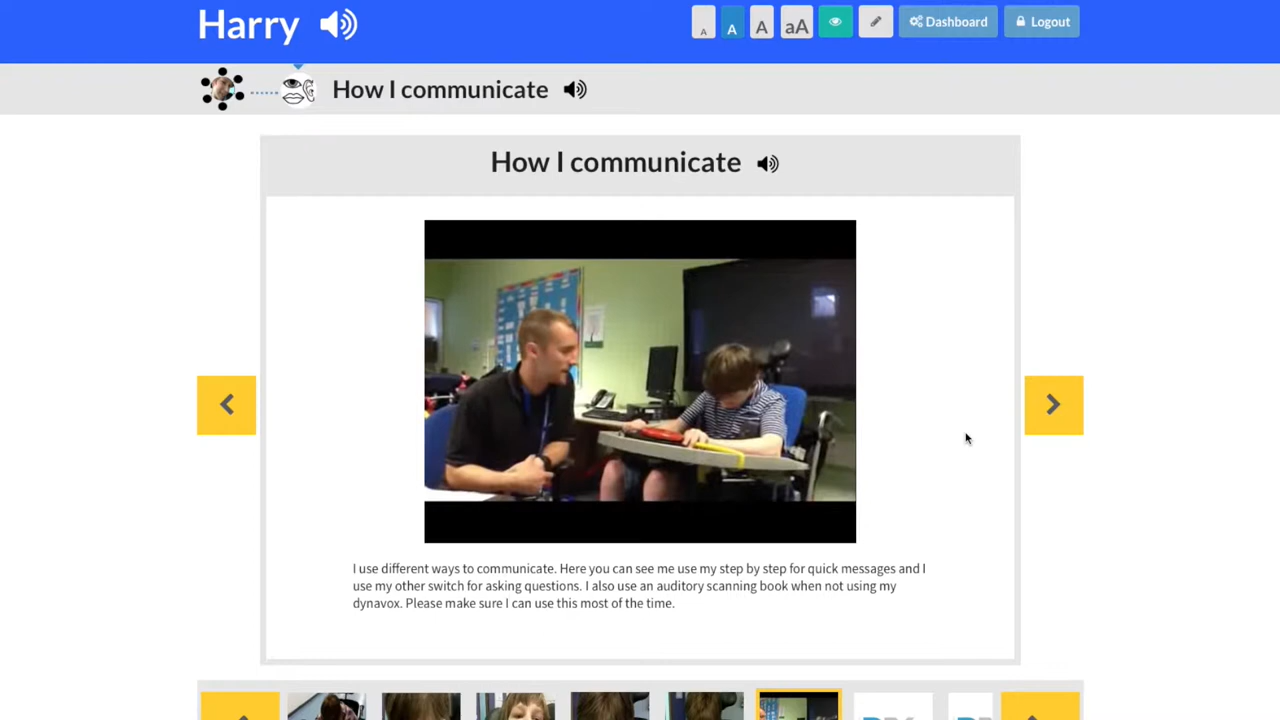 Harry
A A A aA Dashboard Logout
How I communicate
How I communicate
I use different ways to communicate. Here you can see me use my step by step for quick messages and I
use my other switch for asking questions. I also use an auditory scanning book when not using my
dynavox. Please make sure I can use this most of the time.